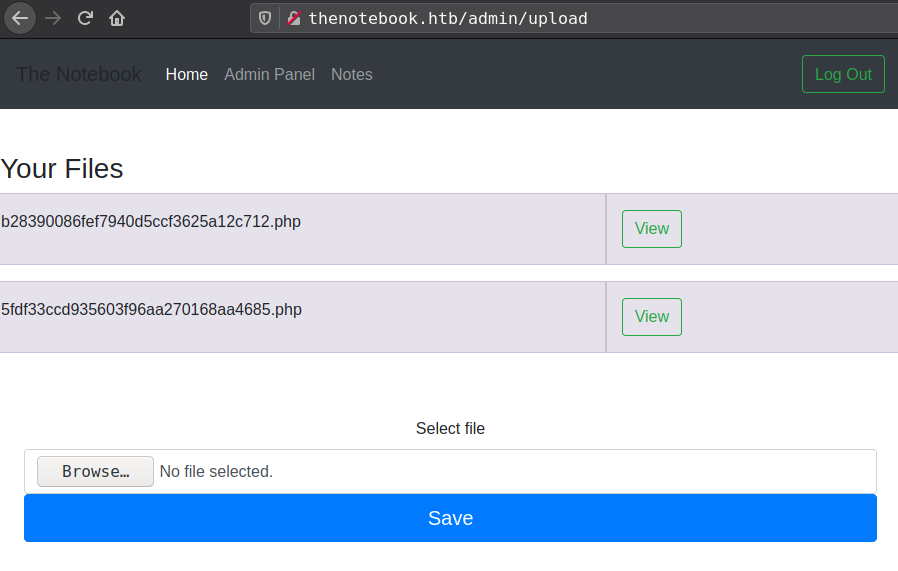 thenotebook.htb/admin/upload
The Notebook Home Admin Panel Notes Log Out
Your Files
b28390086fef7940d5ccf3625a12c712.php View
5fdf33ccd935603f96aa270168aa4685.php View
Select file
Browse… No file selected.
Save